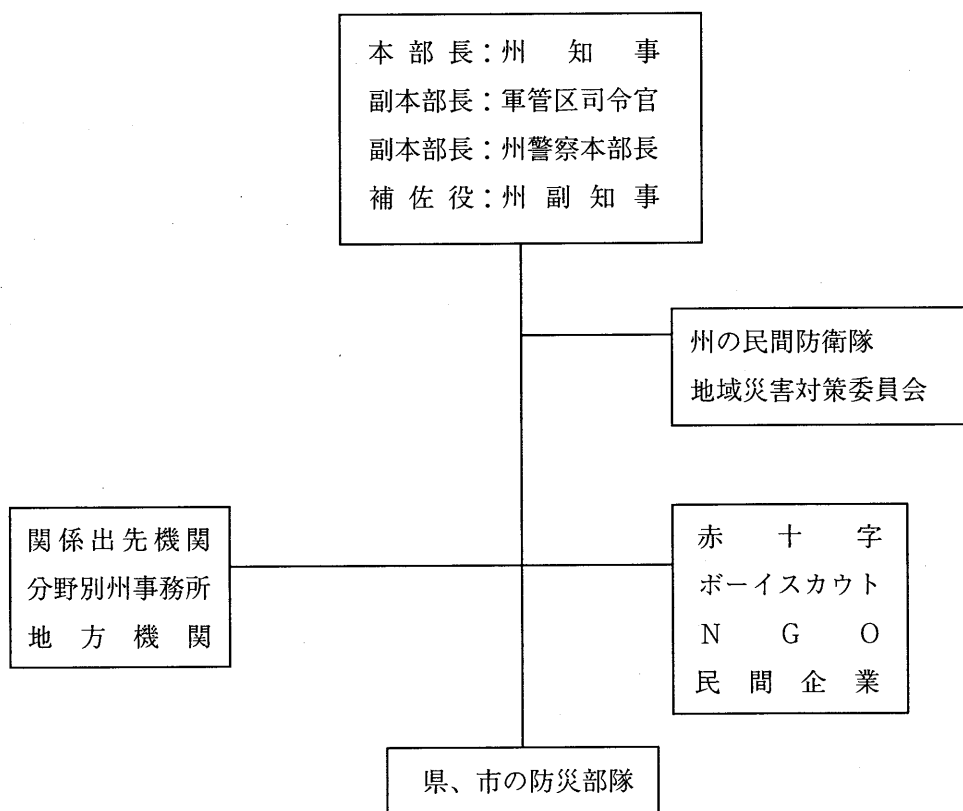 本部長：州知事
副本部長：軍管区司令官
副本部長：州警察本部長
補佐役：州副知事
州の民間防衛隊
地域災害対策委員会
関係出先機関
分野別州事務所
地方機関
赤十字
ボーイスカウト
NGO
民間企業
県、市の防災部隊